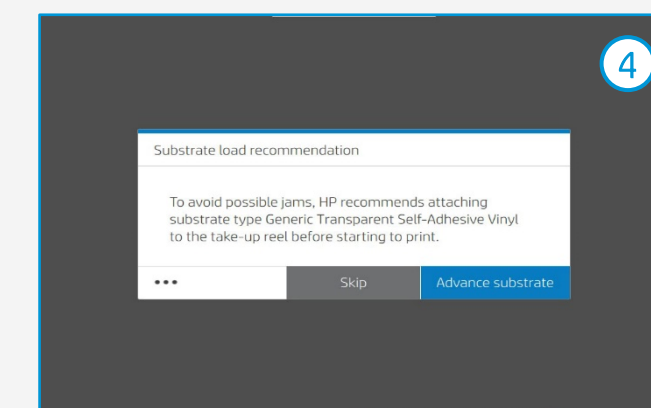 4
Substrate load recommendation
To avoid possible jams, HP recommends attaching
substrate type Generic Transparent Self-Adhesive Vinyl
to the take-up reel before starting to print.
••• Skip Advance substrate